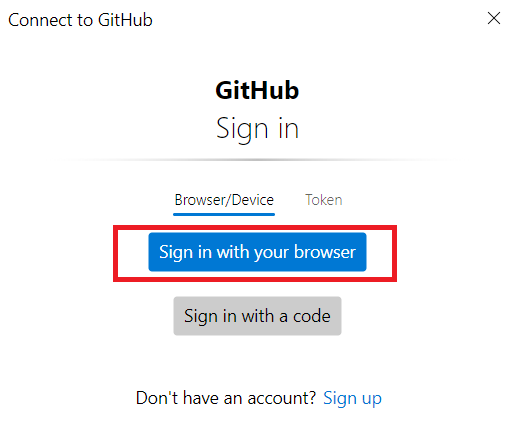 Connect to GitHub
GitHub
Sign in
Browser/Device Token
Sign in with your browser
Sign in with a code
Don't have an account? Sign up